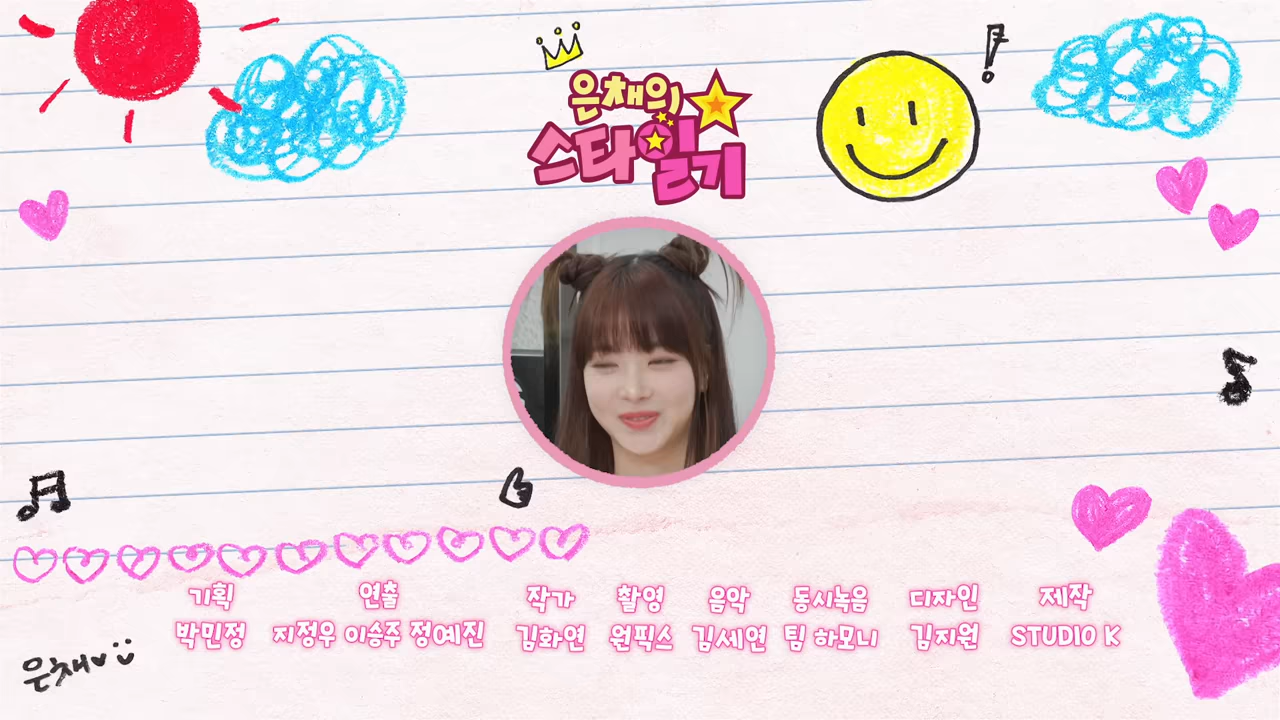 은채의
스타일기
기획 연출 작가 촬영 음악 동시녹음 디자인 제작
박민정 지정우 이송주 정예진 김화연 원픽스 김세연 팀 하모니 김지원 STUDIO K
은채♥